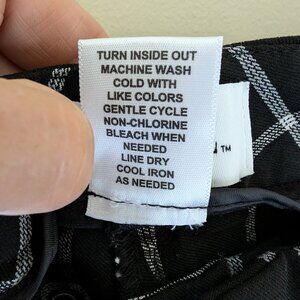 TURN INSIDE OUT
MACHINE WASH
COLD WITH
LIKE COLORS
GENTLE CYCLE
NON-CHLORINE
BLEACH WHEN
NEEDED
LINE DRY
COOL IRON
AS NEEDED
™